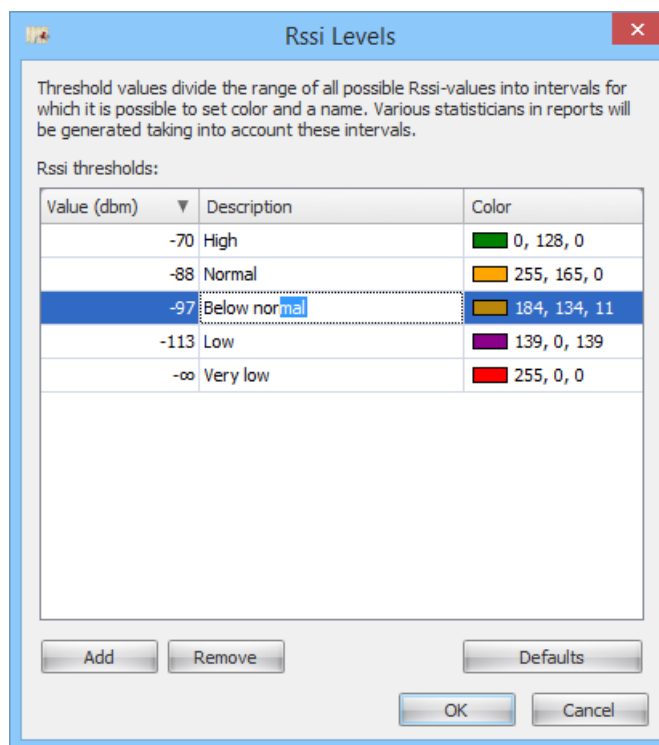 Rssi Levels
Threshold values divide the range of all possible Rssi-values into intervals for
which it is possible to set color and a name. Various statisticians in reports will
be generated taking into account these intervals.
Rssi thresholds:
Value (dbm) Description Color
-70 High 0, 128, 0
-88 Normal 255, 165, 0
-97 Below normal 184, 134, 11
-113 Low 139, 0, 139
-∞ Very low 255, 0, 0
Add Remove Defaults
OK Cancel